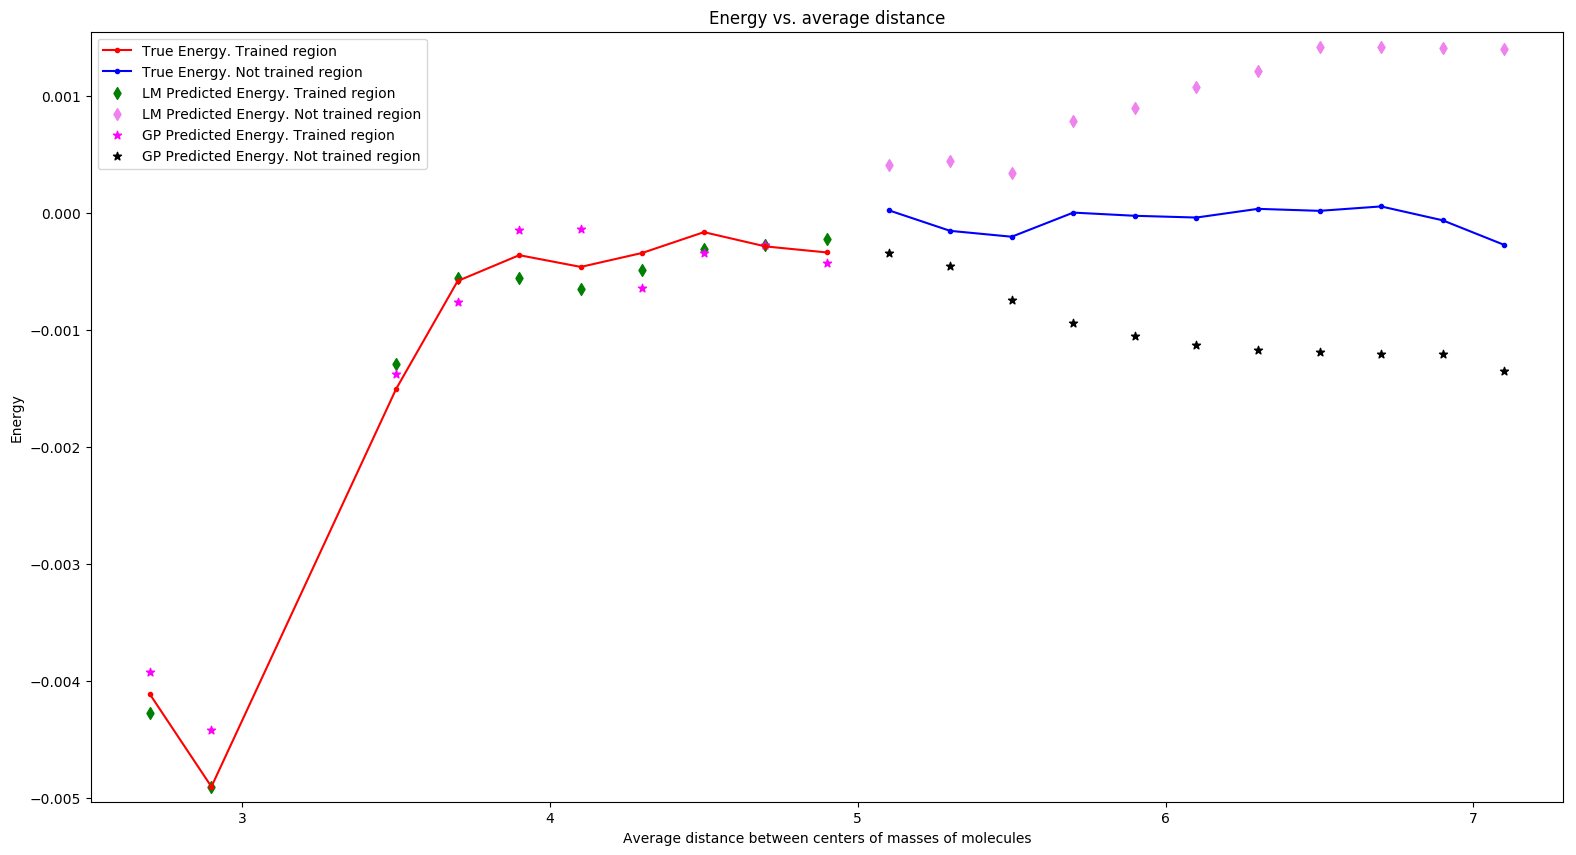 Energy vs. average distance
True Energy. Trained region
True Energy. Not trained region
LM Predicted Energy. Trained region
LM Predicted Energy. Not trained region
GP Predicted Energy. Trained region
GP Predicted Energy. Not trained region
0.001
0.000
−0.001
−0.002
−0.003
−0.004
−0.005
Energy
3 4 5 6 7
Average distance between centers of masses of molecules